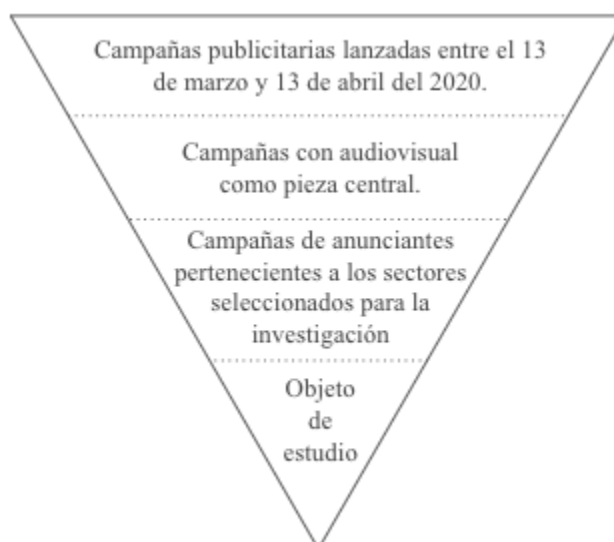 Campañas publicitarias lanzadas entre el 13
de marzo y 13 de abril del 2020.
Campañas con audiovisual
como pieza central.
Campañas de anunciantes
pertenecientes a los sectores
seleccionados para la
investigación
Objeto
de
estudio